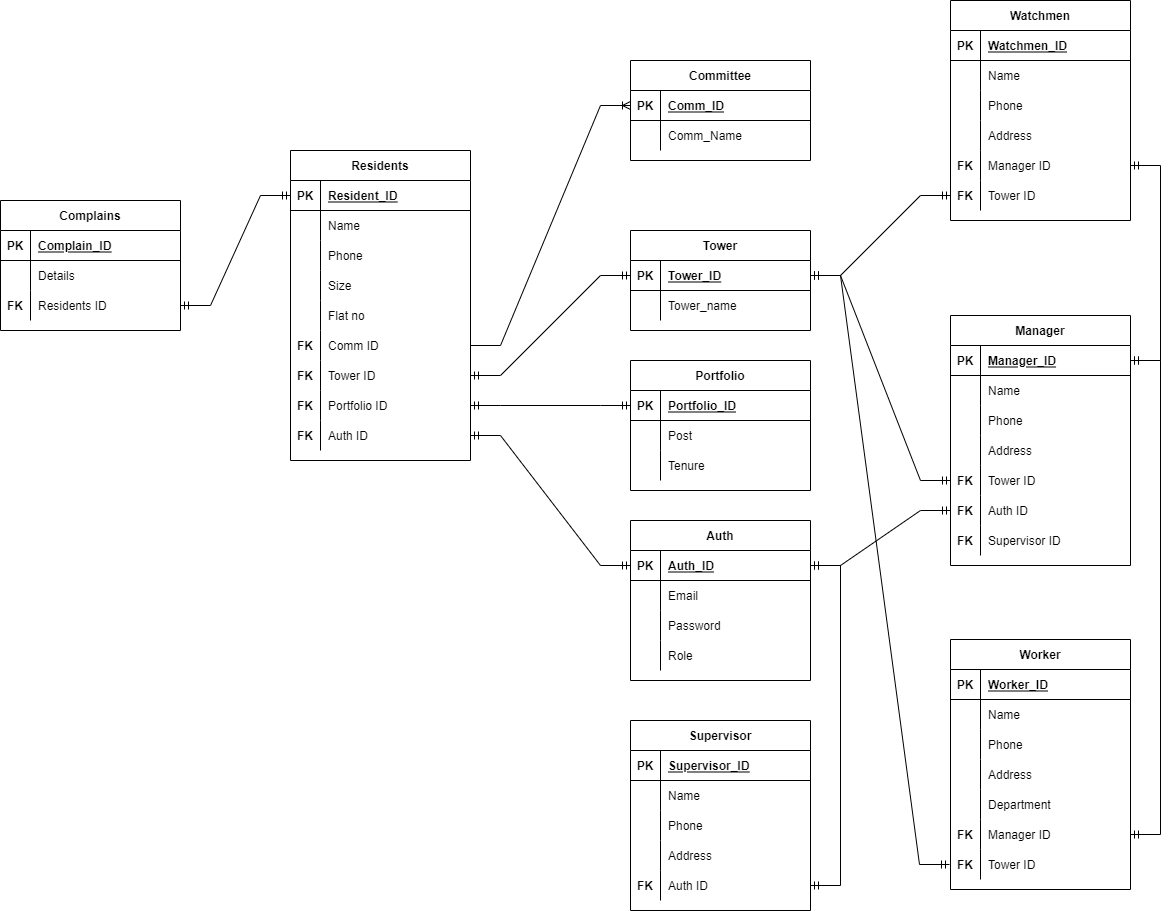 Complains
PK Complain_ID
Details
FK Residents ID
Residents
PK Resident_ID
Name
Phone
Size
Flat no
FK Comm ID
FK Tower ID
FK Portfolio ID
FK Auth ID
Committee
PK Comm_ID
Comm_Name
Tower
PK Tower_ID
Tower_name
Portfolio
PK Portfolio_ID
Post
Tenure
Auth
PK Auth_ID
Email
Password
Role
Supervisor
PK Supervisor_ID
Name
Phone
Address
FK Auth ID
Watchmen
PK Watchmen_ID
Name
Phone
Address
FK Manager ID
FK Tower ID
Manager
PK Manager_ID
Name
Phone
Address
FK Tower ID
FK Auth ID
FK Supervisor ID
Worker
PK Worker_ID
Name
Phone
Address
Department
FK Manager ID
FK Tower ID